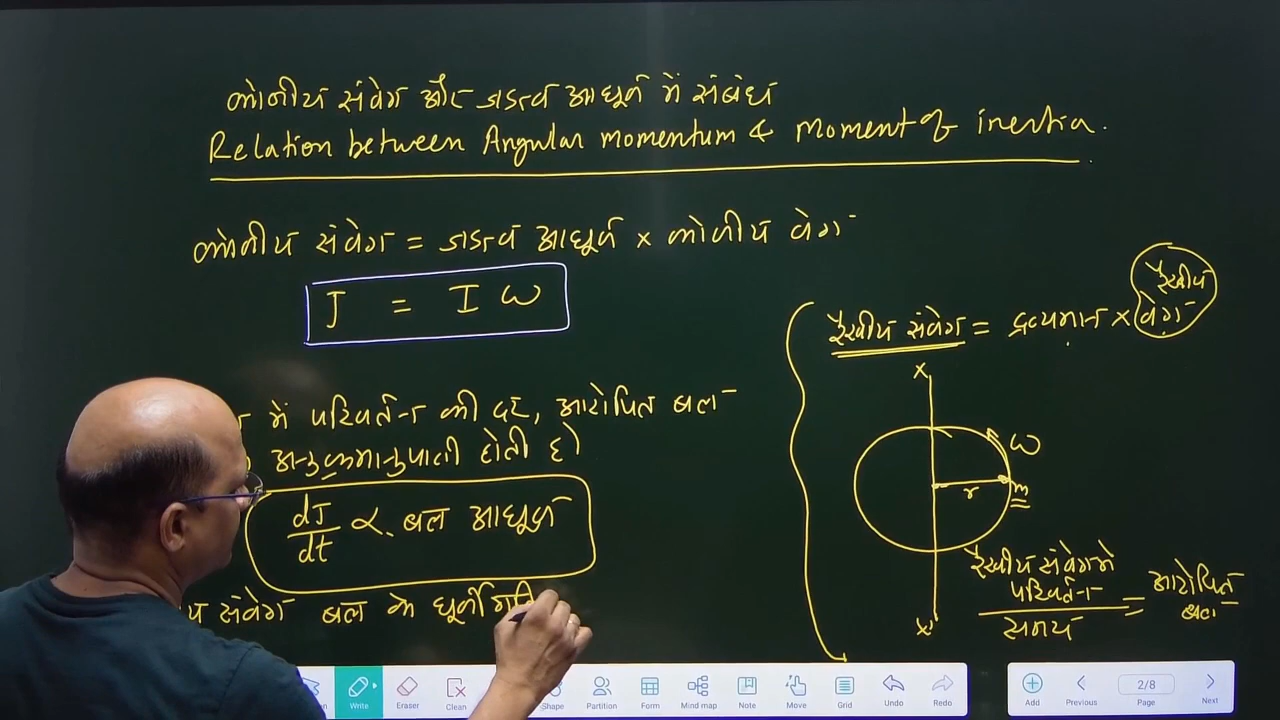 कोणीय संवेग और जड़त्व आघूर्ण में संबंध
Relation between Angular momentum & Moment of inertia.
कोणीय संवेग = जड़त्व आघूर्ण x कोणीय वेग
J = I ω
में परिवर्तन की दर, आरोपित बल
अनुक्रमानुपाती होती है।
dJ/dt ∝ बल आघूर्ण
संवेग बल के घूर्णी गति
रैखीय संवेग = द्रव्यमान x रैखीय वेग
X
ω
r
m
X'
रैखीय संवेग में
परिवर्तन
समय
= आरोपित
बल
Write
Eraser
Clean
Shape
Partition
Form
Mind map
Note
Move
Grid
Undo
Redo
Add
Previous
2/8
Page
Next